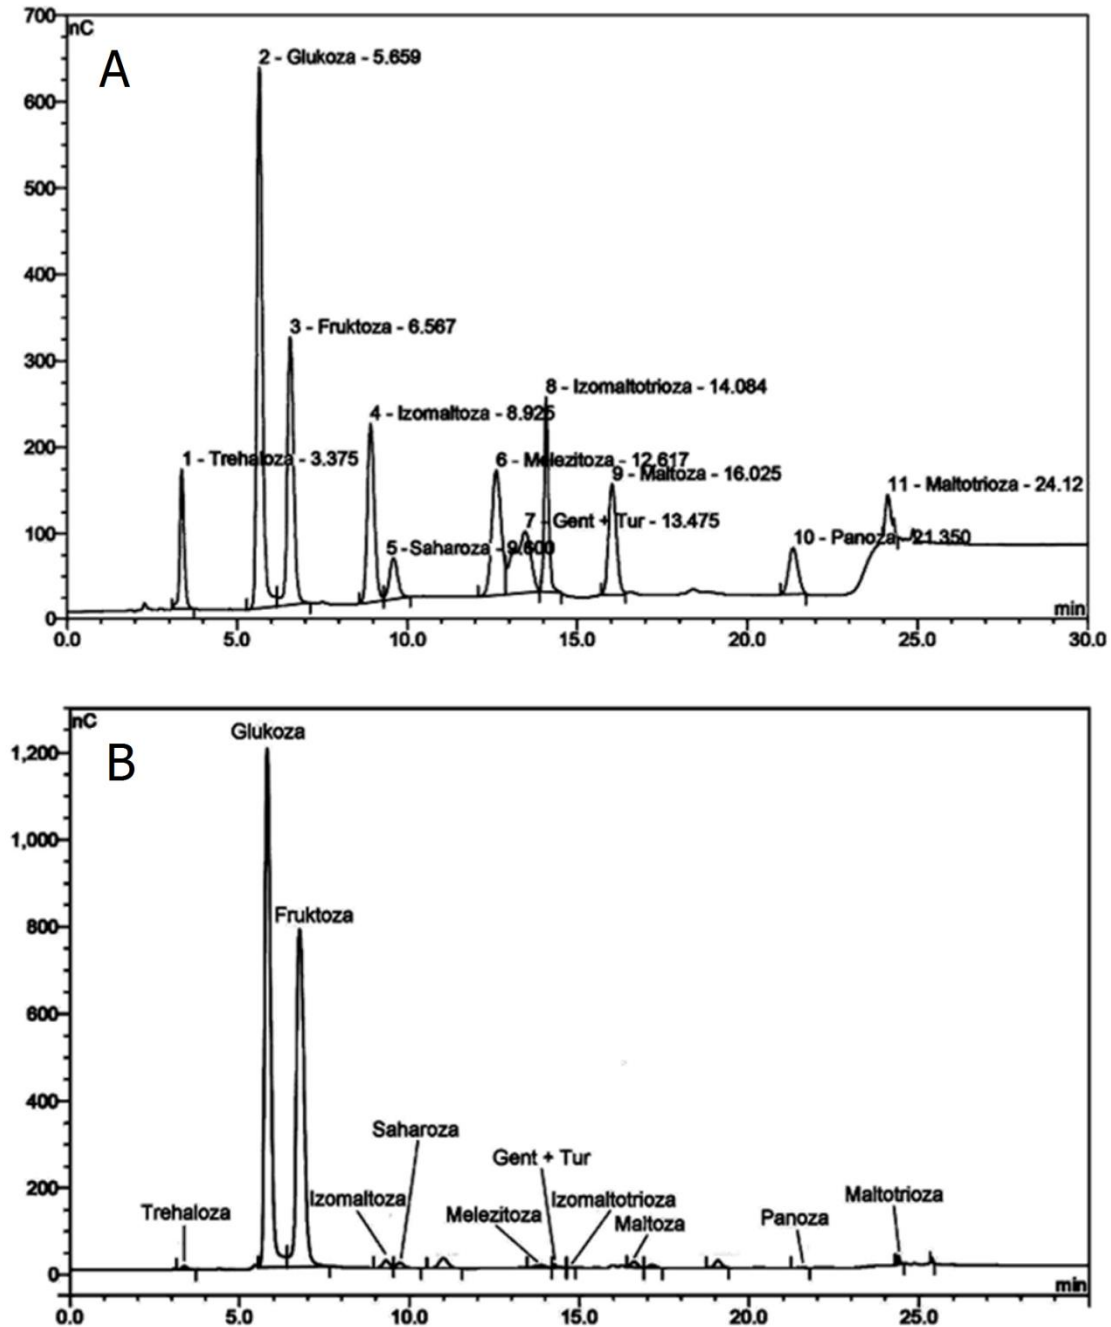 700
nC
A
2 - Glukoza - 5.659
600
500
400
3 - Fruktoza - 6.567
300
8 - Izomaltotrioza - 14.084
4 - Izomaltoza - 8.925
200
1 - Trehaloza - 3.375
6 - Melezitoza - 12.617
9 - Maltoza - 16.025
11 - Maltotrioza - 24.12
7 - Gent + Tur - 13.475
100
10 - Panoza - 21.350
5 - Saharoza - 9.600
0
min
0.0 5.0 10.0 15.0 20.0 25.0 30.0
nC
Glukoza
B
1,200
1,000
Fruktoza
800
600
400
Saharoza
Gent + Tur
200
Izomaltoza
Izomaltotrioza
Maltotrioza
Trehaloza
Melezitoza
Maltoza
Panoza
0
min
0.0 5.0 10.0 15.0 20.0 25.0